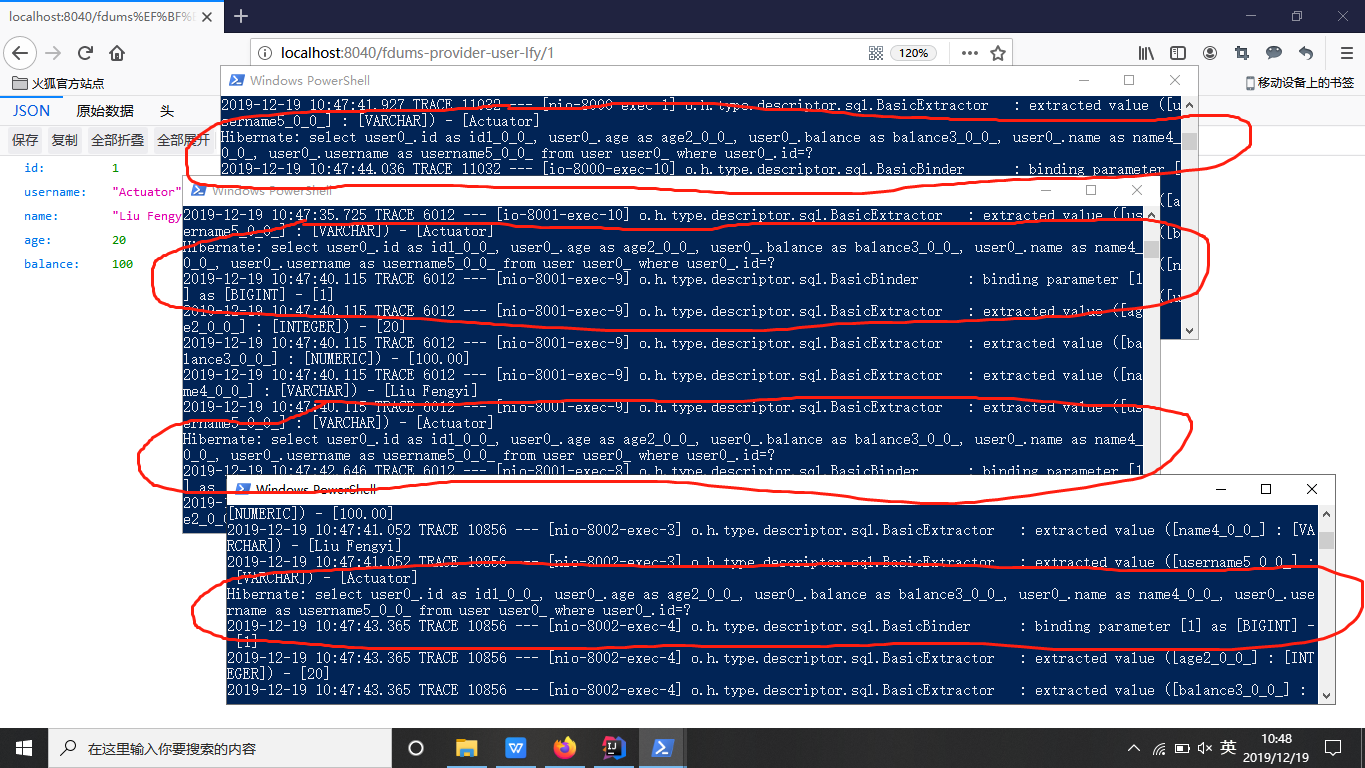 localhost:8040/fdums%EF%BF%
localhost:8040/fdums-provider-user-lfy/1
120%
火狐官方站点
移动设备上的书签
JSON 原始数据 头
保存 复制 全部折叠 全部展开
id: 1
username: "Actuator"
name: "Liu Fengy
age: 20
balance: 100
Windows PowerShell
2019-12-19 10:47:41.927 TRACE 11032 --- [nio-8000-exec-1] o.h.type.descriptor.sql.BasicExtractor : extracted value ([u
sername5_0_0_] : [VARCHAR]) - [Actuator]
Hibernate: select user0_.id as id1_0_0_, user0_.age as age2_0_0_, user0_.balance as balance3_0_0_, user0_.name as name4_
0_0_, user0_.username as username5_0_0_ from user user0_ where user0_.id=?
2019-12-19 10:47:44.036 TRACE 11032 --- [io-8000-exec-10] o.h.type.descriptor.sql.BasicBinder : binding parameter [
([a
([b
([n
([u
Windows PowerShell
2019-12-19 10:47:35.725 TRACE 6012 --- [io-8001-exec-10] o.h.type.descriptor.sql.BasicExtractor : extracted value ([us
ername5_0_0_] : [VARCHAR]) - [Actuator]
Hibernate: select user0_.id as id1_0_0_, user0_.age as age2_0_0_, user0_.balance as balance3_0_0_, user0_.name as name4_
0_0_, user0_.username as username5_0_0_ from user user0_ where user0_.id=?
2019-12-19 10:47:40.115 TRACE 6012 --- [nio-8001-exec-9] o.h.type.descriptor.sql.BasicBinder : binding parameter [1
] as [BIGINT] - [1]
2019-12-19 10:47:40.115 TRACE 6012 --- [nio-8001-exec-9] o.h.type.descriptor.sql.BasicExtractor : extracted value ([ag
e2_0_0_] : [INTEGER]) - [20]
2019-12-19 10:47:40.115 TRACE 6012 --- [nio-8001-exec-9] o.h.type.descriptor.sql.BasicExtractor : extracted value ([ba
lance3_0_0_] : [NUMERIC]) - [100.00]
2019-12-19 10:47:40.115 TRACE 6012 --- [nio-8001-exec-9] o.h.type.descriptor.sql.BasicExtractor : extracted value ([na
me4_0_0_] : [VARCHAR]) - [Liu Fengyi]
2019-12-19 10:47:40.115 TRACE 6012 --- [nio-8001-exec-9] o.h.type.descriptor.sql.BasicExtractor : extracted value ([us
ername5_0_0_] : [VARCHAR]) - [Actuator]
Hibernate: select user0_.id as id1_0_0_, user0_.age as age2_0_0_, user0_.balance as balance3_0_0_, user0_.name as name4_
0_0_, user0_.username as username5_0_0_ from user user0_ where user0_.id=?
2019-12-19 10:47:42.646 TRACE 6012 --- [nio-8001-exec-8] o.h.type.descriptor.sql.BasicBinder : binding parameter [1
] as
2019-
e2_0_0
Windows PowerShell
[NUMERIC]) - [100.00]
2019-12-19 10:47:41.052 TRACE 10856 --- [nio-8002-exec-3] o.h.type.descriptor.sql.BasicExtractor : extracted value ([name4_0_0_] : [VA
RCHAR]) - [Liu Fengyi]
2019-12-19 10:47:41.052 TRACE 10856 --- [nio-8002-exec-3] o.h.type.descriptor.sql.BasicExtractor : extracted value ([username5_0_0_] :
[VARCHAR]) - [Actuator]
Hibernate: select user0_.id as id1_0_0_, user0_.age as age2_0_0_, user0_.balance as balance3_0_0_, user0_.name as name4_0_0_, user0_.use
rname as username5_0_0_ from user user0_ where user0_.id=?
2019-12-19 10:47:43.365 TRACE 10856 --- [nio-8002-exec-4] o.h.type.descriptor.sql.BasicBinder : binding parameter [1] as [BIGINT] -
[1]
2019-12-19 10:47:43.365 TRACE 10856 --- [nio-8002-exec-4] o.h.type.descriptor.sql.BasicExtractor : extracted value ([age2_0_0_] : [INT
EGER]) - [20]
2019-12-19 10:47:43.365 TRACE 10856 --- [nio-8002-exec-4] o.h.type.descriptor.sql.BasicExtractor : extracted value ([balance3_0_0_] :
在这里输入你要搜索的内容
英
10:48
2019/12/19